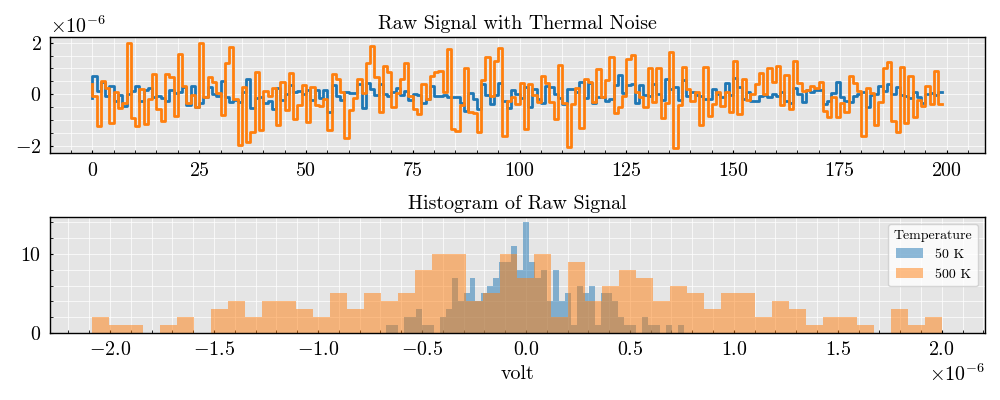 Raw Signal with Thermal Noise
×10⁻⁶
2
0
−2
0 25 50 75 100 125 150 175 200
Histogram of Raw Signal
10
0
Temperature
50 K
500 K
−2.0 −1.5 −1.0 −0.5 0.0 0.5 1.0 1.5 2.0
volt
×10⁻⁶